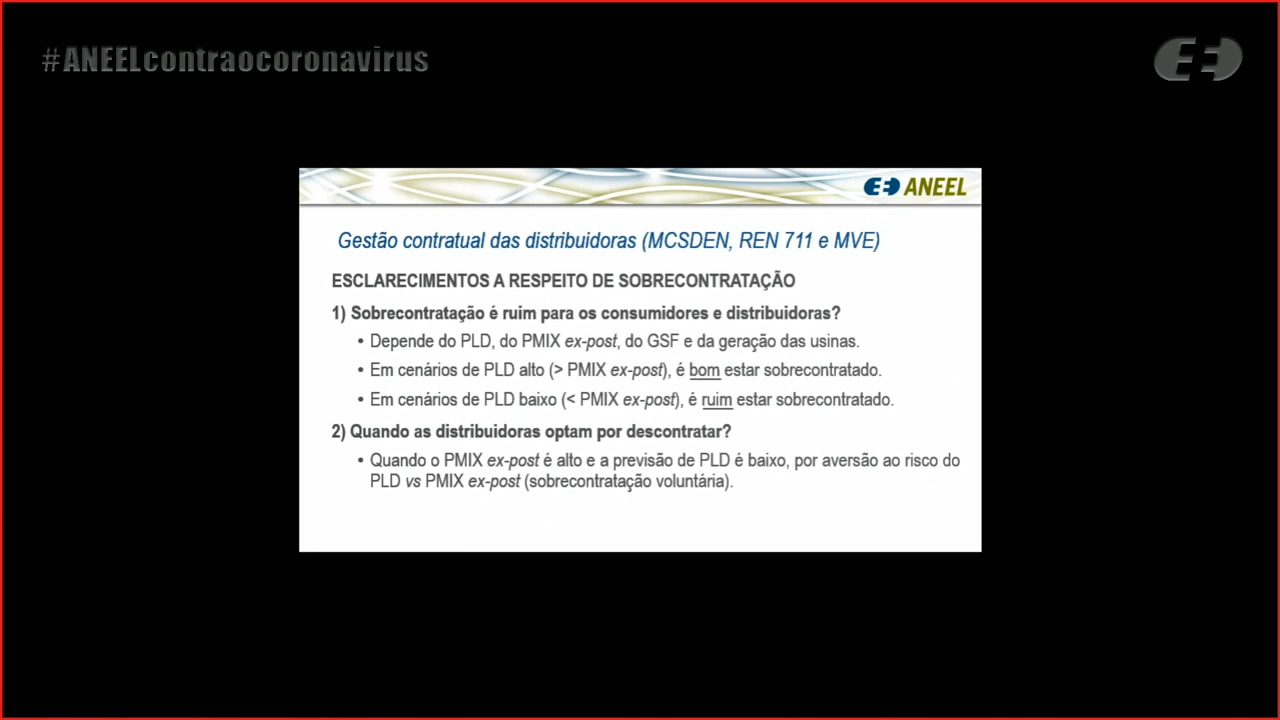 #ANEELcontraocoronavirus
ANEEL
Gestão contratual das distribuidoras (MCSDEN, REN 711 e MVE)
ESCLARECIMENTOS A RESPEITO DE SOBRECONTRATAÇÃO
1) Sobrecontratação é ruim para os consumidores e distribuidoras?
• Depende do PLD, do PMIX ex-post, do GSF e da geração das usinas.
• Em cenários de PLD alto (> PMIX ex-post), é bom estar sobrecontratado.
• Em cenários de PLD baixo (< PMIX ex-post), é ruim estar sobrecontratado.
2) Quando as distribuidoras optam por descontratar?
• Quando o PMIX ex-post é alto e a previsão de PLD é baixo, por aversão ao risco do
PLD vs PMIX ex-post (sobrecontratação voluntária).